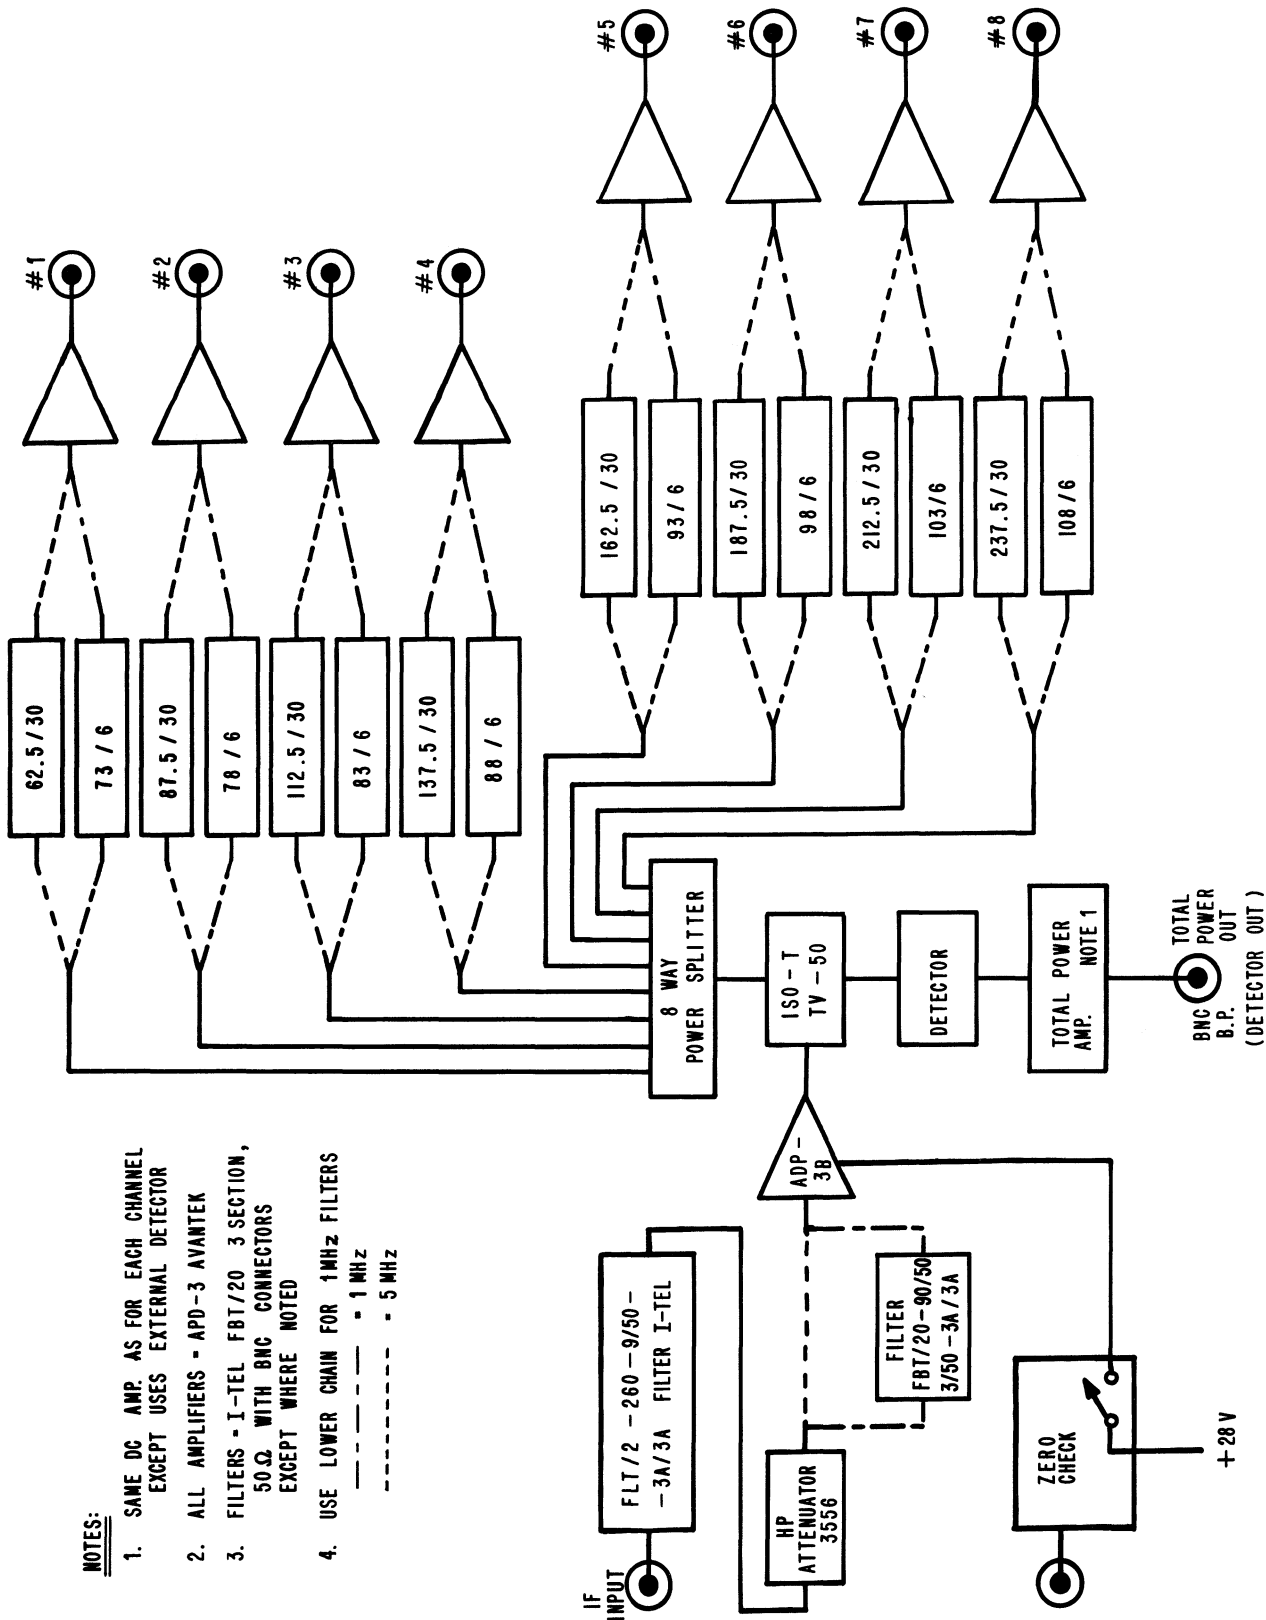 NOTES:
1. SAME DC AMP. AS FOR EACH CHANNEL
EXCEPT USES EXTERNAL DETECTOR
2. ALL AMPLIFIERS = APD-3 AVANTEK
3. FILTERS = I-TEL FBT/20 3 SECTION,
50Ω WITH BNC CONNECTORS
EXCEPT WHERE NOTED
4. USE LOWER CHAIN FOR 1MHz FILTERS
= 1 MHz
= 5 MHz
62.5/30
73/6
87.5/30
78/6
112.5/30
83/6
137.5/30
88/6
#1
#2
#3
#4
IF
INPUT
FLT/2-260-9/50-
-3A/3A FILTER I-TEL
HP
ATTENUATOR
3556
FILTER
FBT/20-90/50
3/50-3A/3A
ADP-
3B
8 WAY
POWER SPLITTER
ISO-T
TV-50
DETECTOR
TOTAL POWER
AMP. NOTE 1
BNC
B.P.
TOTAL
POWER
OUT
(DETECTOR OUT)
162.5/30
93/6
187.5/30
98/6
212.5/30
103/6
237.5/30
108/6
#5
#6
#7
#8
ZERO
CHECK
+28V